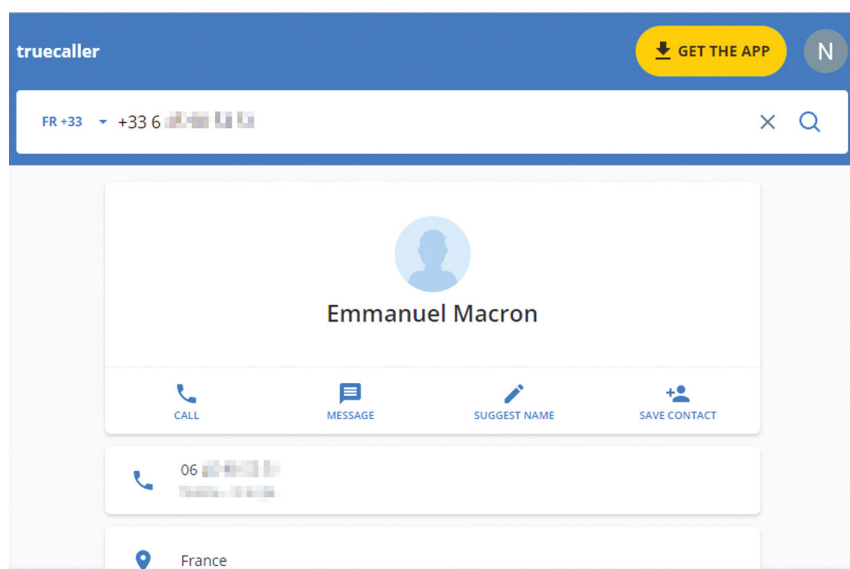 truecaller
GET THE APP
N
FR +33
+33 6
Emmanuel Macron
CALL
MESSAGE
SUGGEST NAME
SAVE CONTACT
06
France